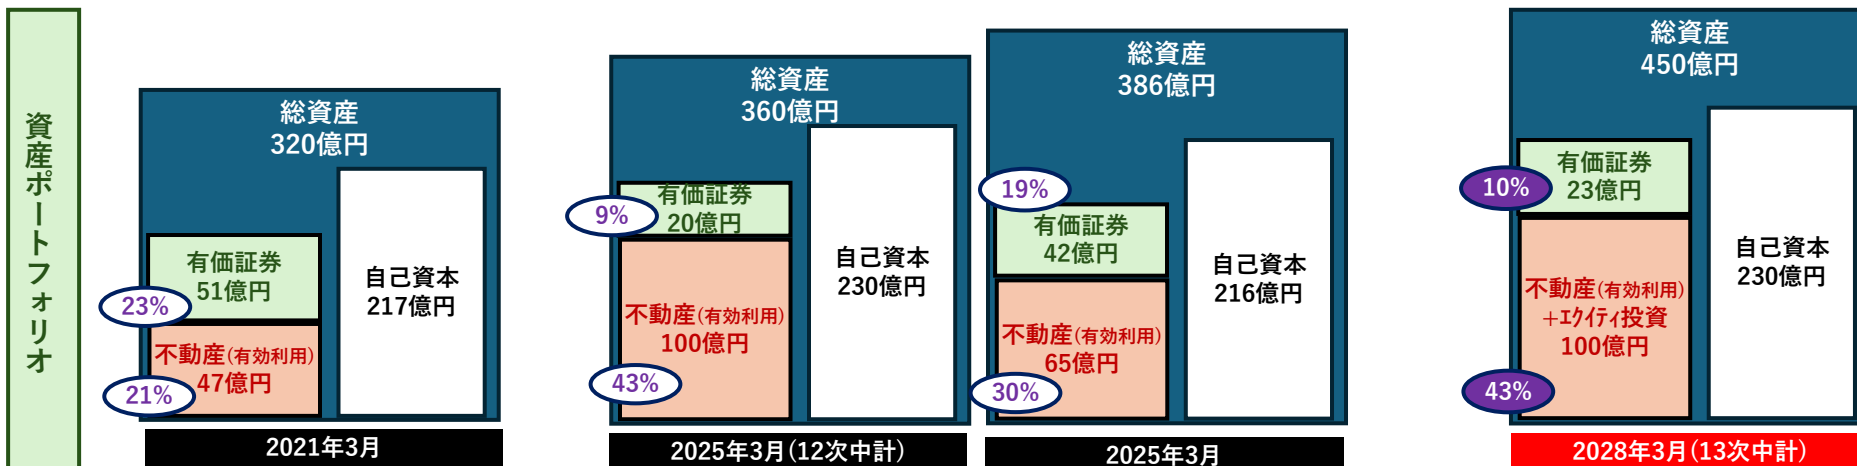 資産ポートフォリオ
総資産
320億円
有価証券
51億円
23%
不動産(有効利用)
47億円
21%
自己資本
217億円
2021年3月
総資産
360億円
有価証券
20億円
9%
不動産(有効利用)
100億円
43%
自己資本
230億円
2025年3月(12次中計)
総資産
386億円
19%
有価証券
42億円
不動産(有効利用)
65億円
30%
自己資本
216億円
2025年3月
総資産
450億円
有価証券
23億円
10%
不動産(有効利用)
+エクイティ投資
100億円
43%
自己資本
230億円
2028年3月(13次中計)